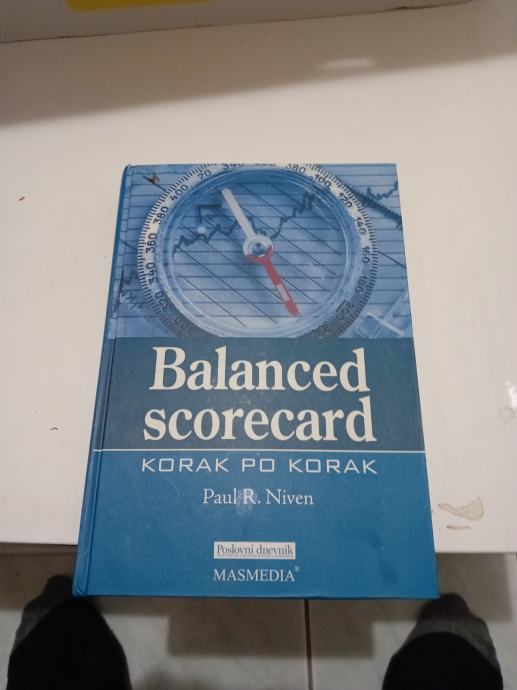 Balanced
scorecard
KORAK PO KORAK
Paul R. Niven
Poslovni dnevnik
MASMEDIA®